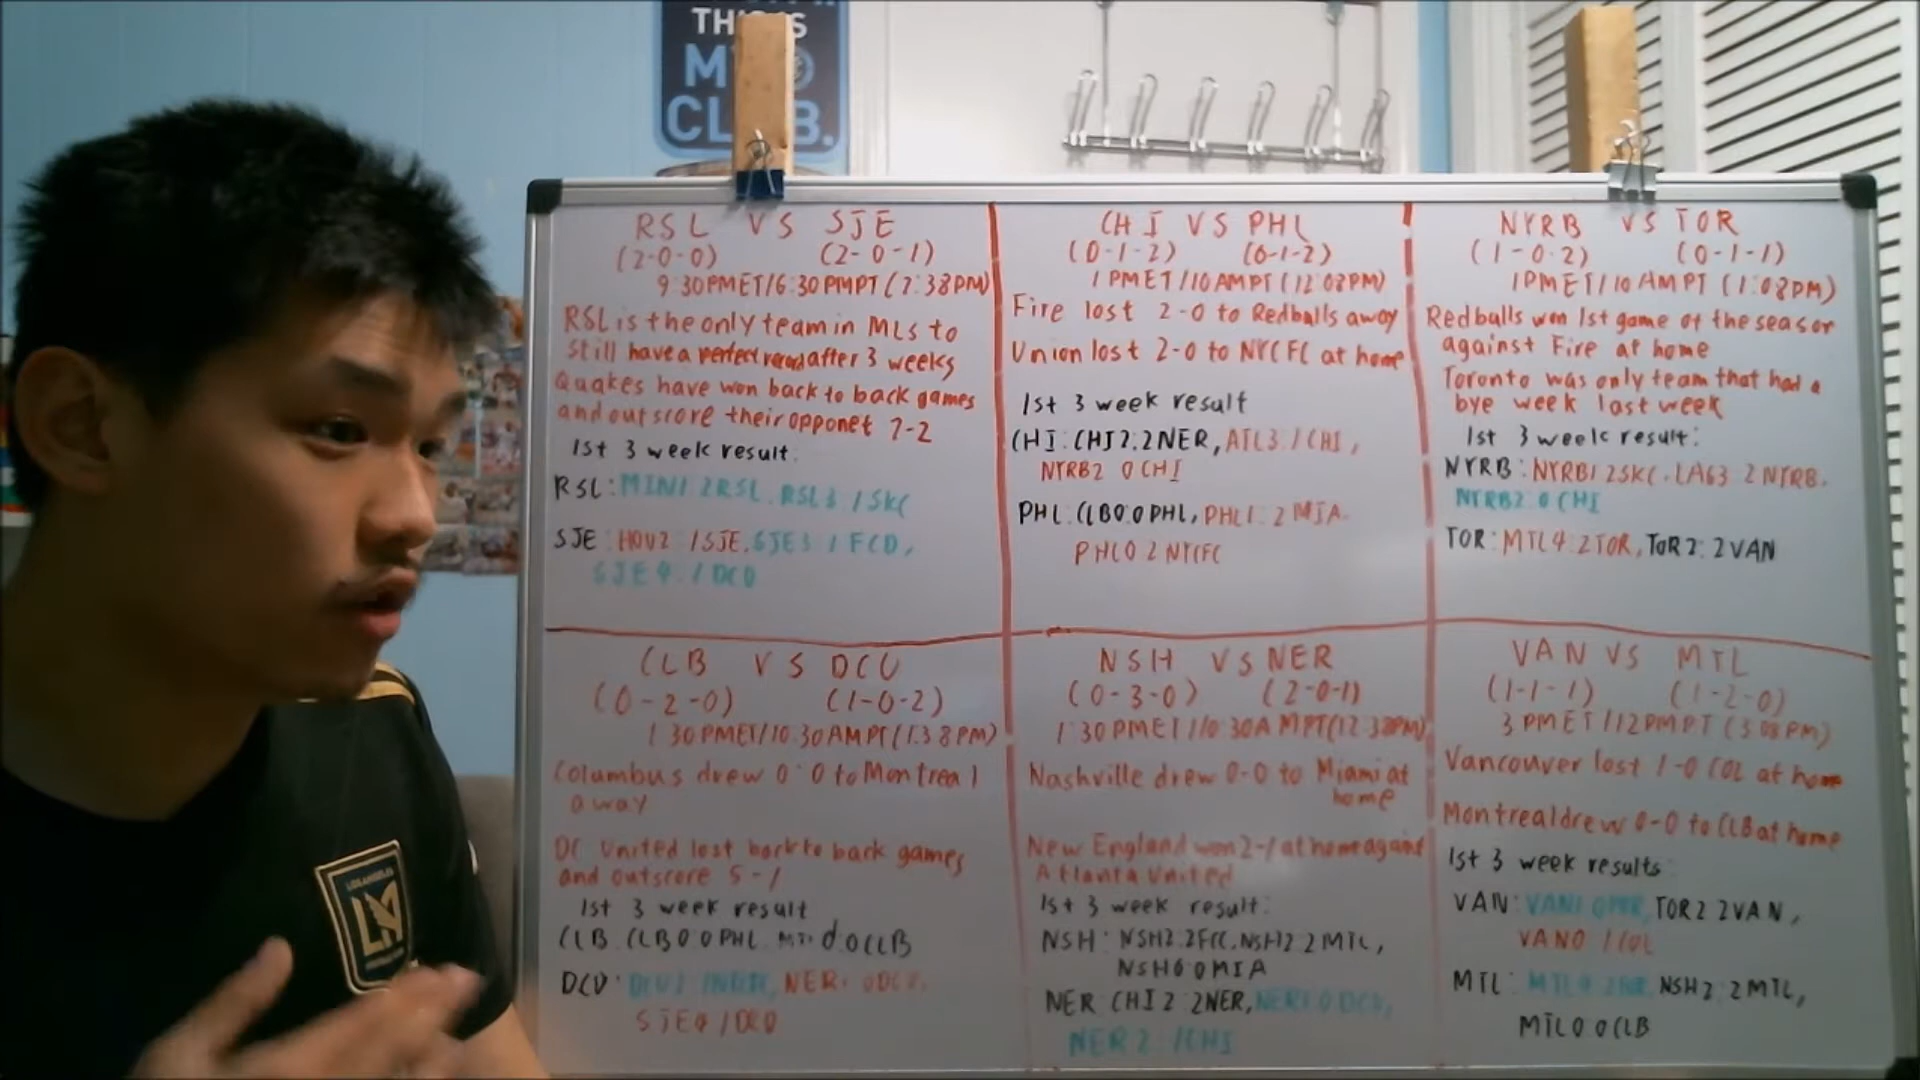 THIS IS
MY
CLUB.
RSL VS SJE
(2-0-0) (2-0-1)
9:30PMET/6:30PMPT(7:38PM)
RSL is the only team in MLS to
still have a perfect record after 3 weeks
Quakes have won back to back games
and outscore their opponet 7-2
1st 3 week result:
RSL: MIN1:2RSL, RSL3:1SKC
SJE: HOU2:1SJE, SJE3:1FCD,
SJE4:1DCU
CHI VS PHL
(0-1-2) (0-1-2)
1PMET/10AMPT(12:08PM)
Fire lost 2-0 to Redbulls away
Union lost 2-0 to NYCFC at home
1st 3 week result
CHI: CHI2:2NER, ATL3:1CHI,
NYRB2:0CHI
PHL: CLB0:0PHL, PHL1:2MIA.
PHL0:2NYCFC
NYRB VS TOR
(1-0-2) (0-1-1)
1PMET/10AMPT (1:08PM)
Redbulls won 1st game of the season
against Fire at home
Toronto was only team that had a
bye week last week
1st 3 week result:
NYRB: NYRB1:2SKC, LAG3:2NYRB.
NYRB2:0CHI
TOR: MTL4:2TOR, TOR2:2VAN
CLB VS DCU
(0-2-0) (1-0-2)
1:30PMET/10:30AMPT(1:38PM)
Columbus drew 0-0 to Montreal
away
DC United lost back to back games
and outscore 5-1
1st 3 week result
CLB: CLB0:0PHL, MTL0:0CLB
DCU: NER1:0DCU,
SJE4:1DCU
NSH VS NER
(0-3-0) (2-0-1)
1:30PMET/10:30AMPT(12:38PM)
Nashville drew 0-0 to Miami at
home
New England won 2-1 at home against
Atlanta United
1st 3 week result:
NSH: NSH2:2FCC, NSH2:2MTL,
NSH0:0MIA
NER: CHI2:2NER, NER1:0DCU,
NER2:1CHI
VAN VS MTL
(1-1-1) (1-2-0)
3PMET/12PMPT (3:08PM)
Vancouver lost 1-0 COL at home
Montreal drew 0-0 to CLB at home
1st 3 week results:
VAN: VAN1:0POR, TOR2:2VAN,
VAN0:1COL
MTL: NSH2:2MTL,
MTL0:0CLB
LOS ANGELES
LA